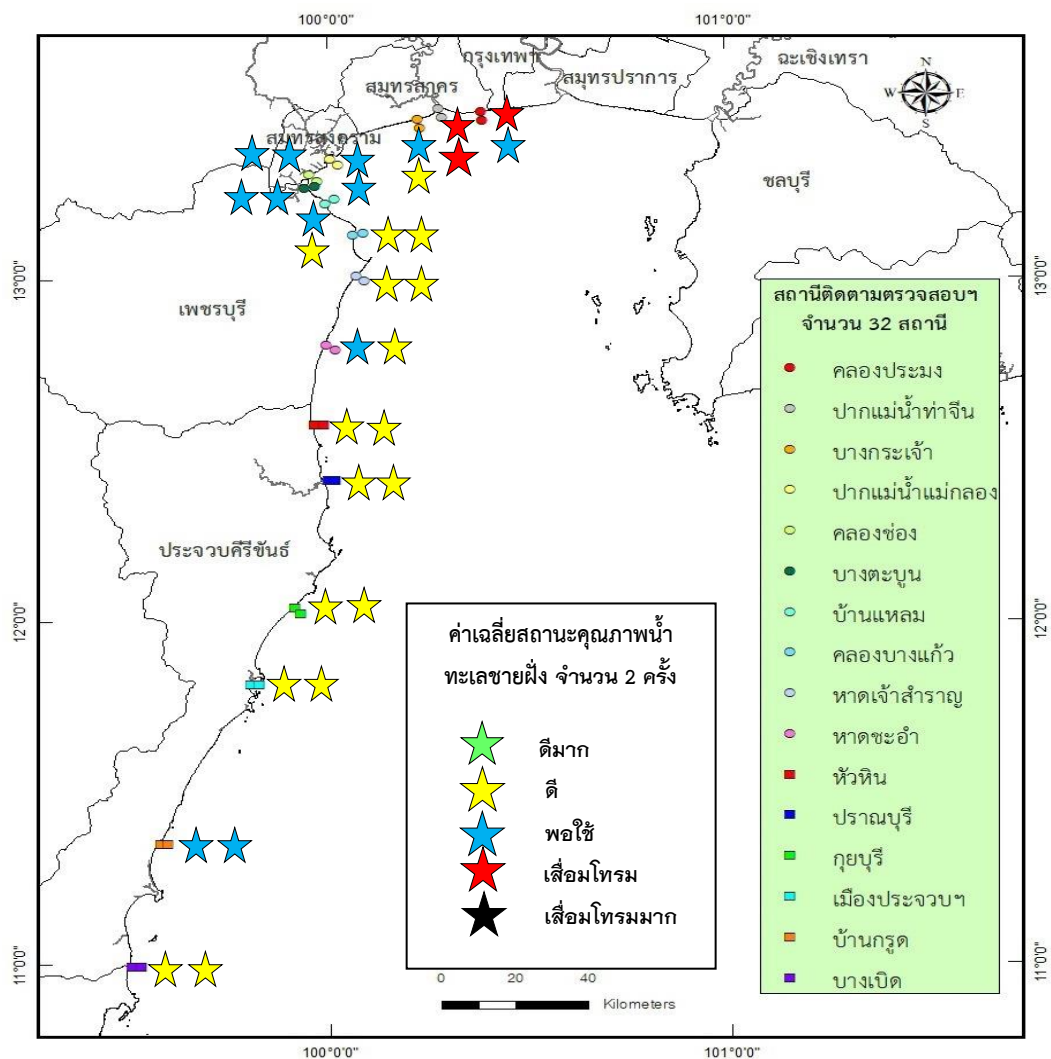 100°0'0"
101°0'0"
กรุงเทพฯ
สมุทรสาคร
สมุทรปราการ
ฉะเชิงเทรา
N
W
E
S
สมุทรสงคราม
ชลบุรี
13°0'0"
13°0'0"
เพชรบุรี
ประจวบคีรีขันธ์
12°0'0"
12°0'0"
11°0'0"
11°0'0"
สถานีติดตามตรวจสอบฯ
จำนวน 32 สถานี
คลองประมง
ปากแม่น้ำท่าจีน
บางกระเจ้า
ปากแม่น้ำแม่กลอง
คลองช่อง
บางตะบูน
บ้านแหลม
คลองบางแก้ว
หาดเจ้าสำราญ
หาดชะอำ
หัวหิน
ปราณบุรี
กุยบุรี
เมืองประจวบฯ
บ้านกรูด
บางเบิด
ค่าเฉลี่ยสถานะคุณภาพน้ำ
ทะเลชายฝั่ง จำนวน 2 ครั้ง
ดีมาก
ดี
พอใช้
เสื่อมโทรม
เสื่อมโทรมมาก
0 20 40
Kilometers
100°0'0"
101°0'0"